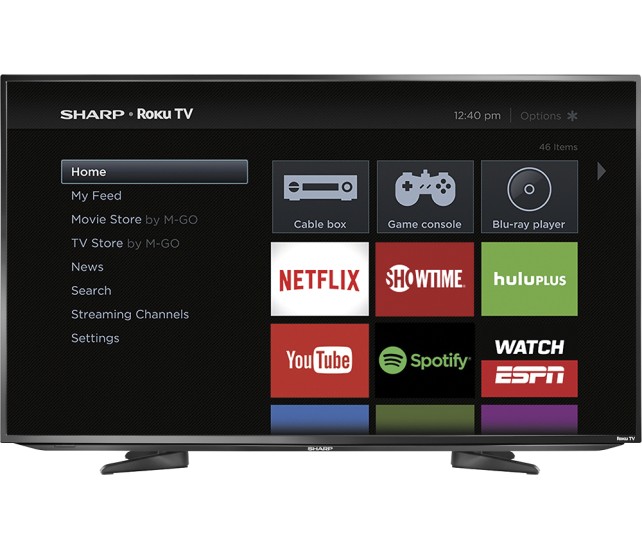 SHARP • Roku TV
12:40 pm
Options ✱
46 Items
Home
My Feed
Movie Store by M-GO
TV Store by M-GO
News
Search
Streaming Channels
Settings
Cable box
Game console
Blu-ray player
NETFLIX
SHOWTIME
huluPLUS
YouTube
Spotify
WATCH
ESPN
SHARP
Roku TV